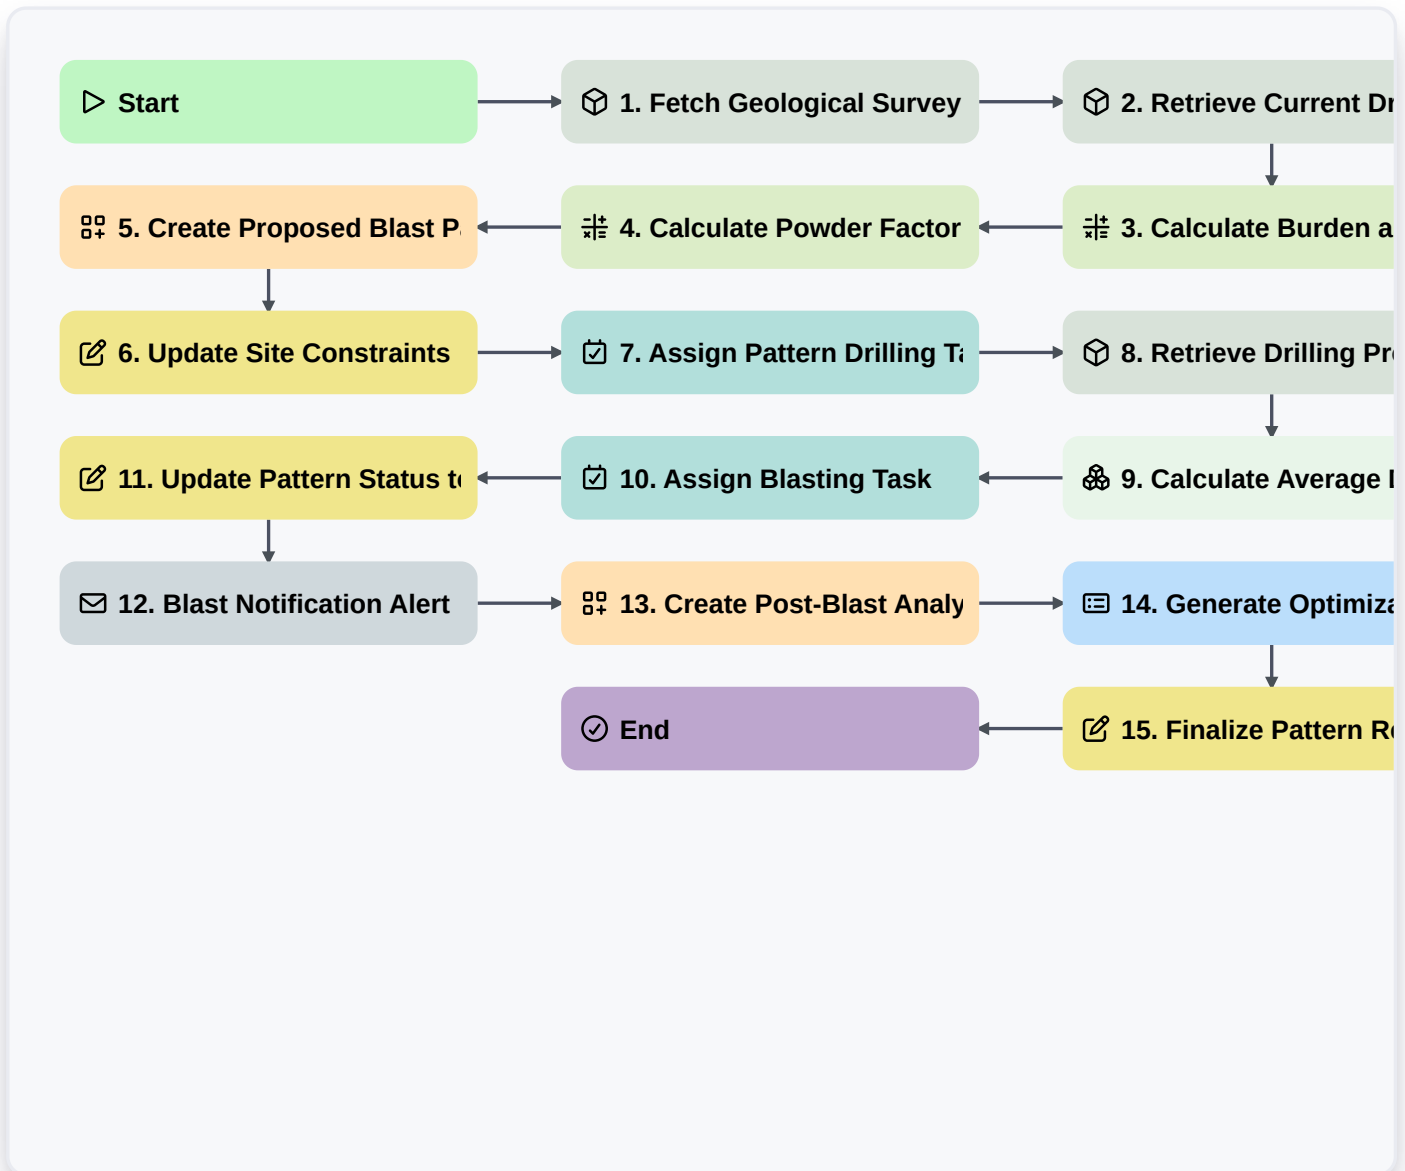 Start
1. Fetch Geological Survey
2. Retrieve Current
5. Create Proposed Blast
4. Calculate Powder Factor
3. Calculate Burden
6. Update Site Constraints
7. Assign Pattern Drilling
8. Retrieve Drilling
11. Update Pattern Status
10. Assign Blasting Task
9. Calculate Average
12. Blast Notification Alert
13. Create Post-Blast
14. Generate
End
15. Finalize Pattern